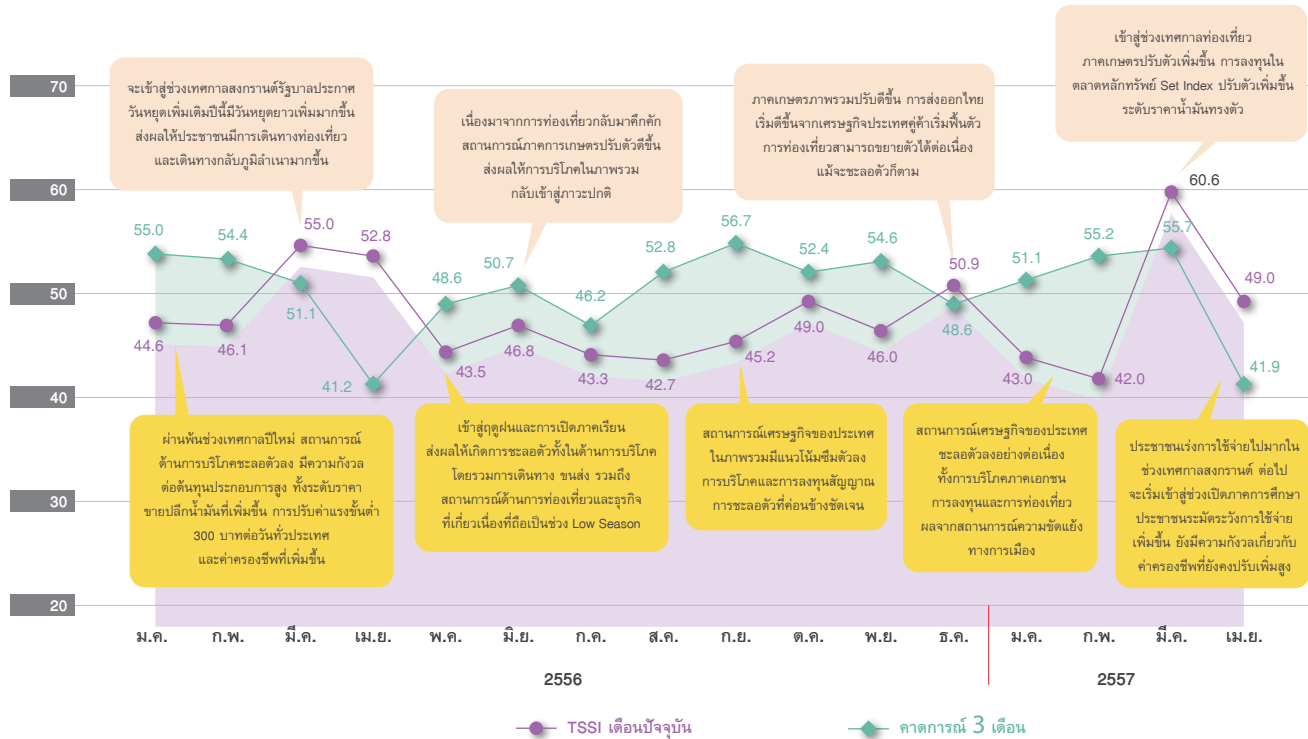 เข้าสู่ช่วงเทศกาลท่องเที่ยว
ภาคเกษตรปรับตัวเพิ่มขึ้น การลงทุนใน
ตลาดหลักทรัพย์ Set Index ปรับตัวเพิ่มขึ้น
ระดับราคาน้ำมันทรงตัว
จะเข้าสู่ช่วงเทศกาลสงกรานต์รัฐบาลประกาศ
วันหยุดเพิ่มเติมปีนี้มีวันหยุดยาวเพิ่มมากขึ้น
ส่งผลให้ประชาชนมีการเดินทางท่องเที่ยว
และเดินทางกลับภูมิลำเนามากขึ้น
เนื่องมาจากการท่องเที่ยวกลับมาคึกคัก
สถานการณ์ภาคการเกษตรปรับตัวดีขึ้น
ส่งผลให้การบริโภคในภาพรวม
กลับเข้าสู่ภาวะปกติ
ภาคเกษตรภาพรวมปรับดีขึ้น การส่งออกไทย
เริ่มดีขึ้นจากเศรษฐกิจประเทศคู่ค้าเริ่มฟื้นตัว
การท่องเที่ยวสามารถขยายตัวได้ต่อเนื่อง
แม้จะชะลอตัวก็ตาม
70
60
50
40
30
20
55.0
54.4
55.0
52.8
48.6
50.7
46.2
52.8
56.7
52.4
54.6
50.9
51.1
55.2
60.6
55.7
49.0
44.6
46.1
51.1
41.2
43.5
46.8
43.3
42.7
45.2
49.0
46.0
48.6
43.0
42.0
41.9
ผ่านพ้นช่วงเทศกาลปีใหม่ สถานการณ์
ด้านการบริโภคชะลอตัวลง มีความกังวล
ต่อต้นทุนประกอบการสูง ทั้งระดับราคา
ขายปลีกน้ำมันที่เพิ่มขึ้น การปรับค่าแรงขั้นต่ำ
300 บาทต่อวันทั่วประเทศ
และค่าครองชีพที่เพิ่มขึ้น
เข้าสู่ฤดูฝนและการเปิดภาคเรียน
ส่งผลให้เกิดการชะลอตัวทั้งในด้านการบริโภค
โดยรวมการเดินทาง ขนส่ง รวมถึง
สถานการณ์ด้านการท่องเที่ยวและธุรกิจ
ที่เกี่ยวเนื่องที่ถือเป็นช่วง Low Season
สถานการณ์เศรษฐกิจของประเทศ
ในภาพรวมมีแนวโน้มซึมตัวลง
การบริโภคและการลงทุนสัญญาณ
การชะลอตัวที่ค่อนข้างชัดเจน
สถานการณ์เศรษฐกิจของประเทศ
ชะลอตัวลงอย่างต่อเนื่อง
ทั้งการบริโภคภาคเอกชน
การลงทุนและการท่องเที่ยว
ผลจากสถานการณ์ความขัดแย้ง
ทางการเมือง
ประชาชนเร่งการใช้จ่ายไปมากใน
ช่วงเทศกาลสงกรานต์ ต่อไป
จะเริ่มเข้าสู่ช่วงเปิดภาคการศึกษา
ประชาชนระมัดระวังการใช้จ่าย
เพิ่มขึ้น ยังมีความกังวลเกี่ยวกับ
ค่าครองชีพที่ยังคงปรับเพิ่มสูง
ม.ค. ก.พ. มี.ค. เม.ย. พ.ค. มิ.ย. ก.ค. ส.ค. ก.ย. ต.ค. พ.ย. ธ.ค. ม.ค. ก.พ. มี.ค. เม.ย.
2556 2557
TSSI เดือนปัจจุบัน คาดการณ์ 3 เดือน